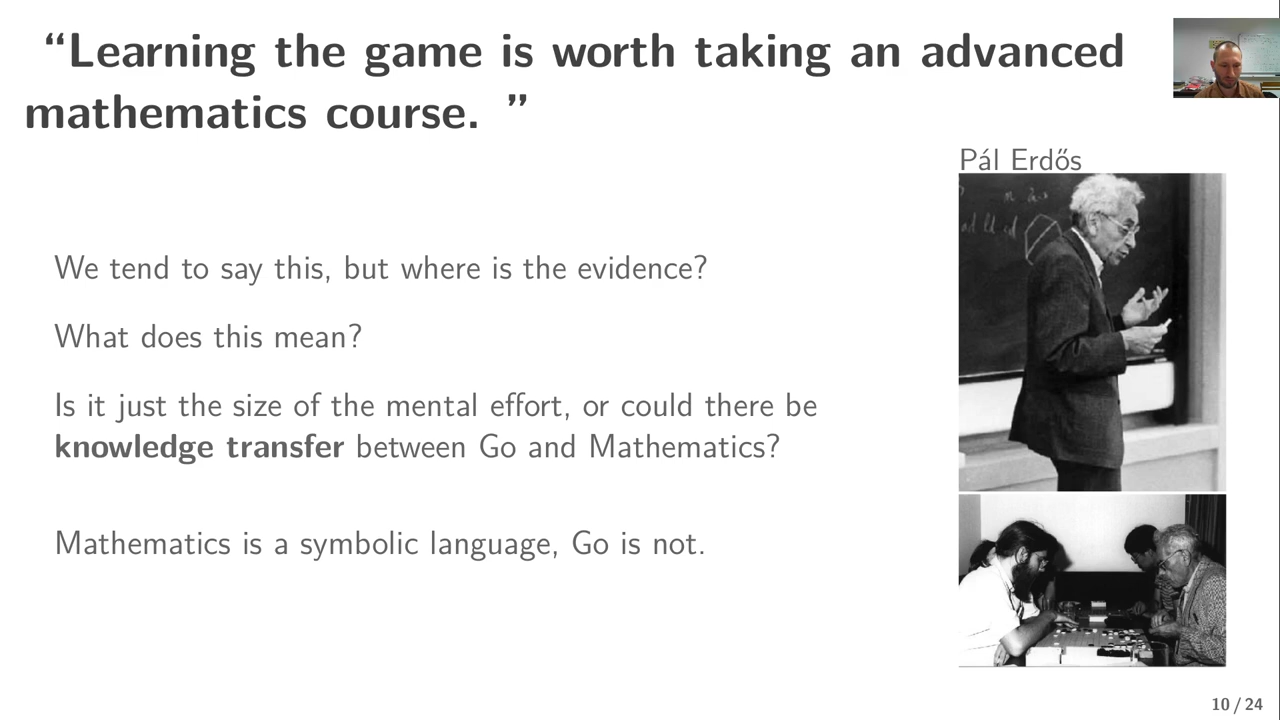 “Learning the game is worth taking an advanced
mathematics course. ”
Pál Erdős
We tend to say this, but where is the evidence?
What does this mean?
Is it just the size of the mental effort, or could there be
knowledge transfer between Go and Mathematics?
Mathematics is a symbolic language, Go is not.
10 / 24